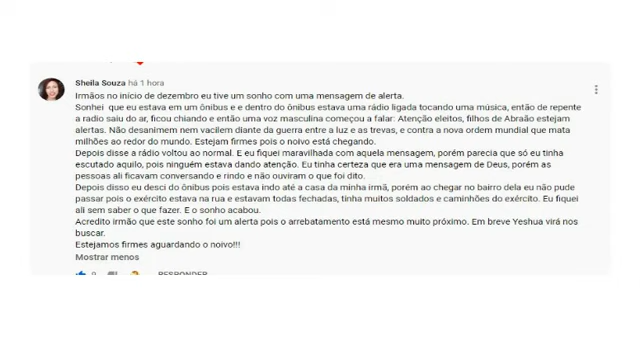 Sheila Souza há 1 hora
Irmãos no início de dezembro eu tive um sonho com uma mensagem de alerta.
Sonhei que eu estava em um ônibus e e dentro do ônibus estava uma rádio ligada tocando uma música, então de repente
a radio saiu do ar, ficou chiando e então uma voz masculina começou a falar: Atenção eleitos, filhos de Abraão estejam
alertas. Não desanimem nem vacilem diante da guerra entre a luz e as trevas, e contra a nova ordem mundial que mata
milhões ao redor do mundo. Estejam firmes pois o noivo está chegando.
Depois disse a rádio voltou ao normal. E eu fiquei maravilhada com aquela mensagem, porém parecia que só eu tinha
escutado aquilo, pois ninguém estava dando atenção. Eu tinha certeza que era uma mensagem de Deus, porém as
pessoas ali ficavam conversando e rindo e não ouviram o que foi dito.
Depois disso eu desci do ônibus pois estava indo até a casa da minha irmã, porém ao chegar no bairro dela eu não pude
passar pois o exército estava na rua e estavam todas fechadas, tinha muitos soldados e caminhões do exército. Eu fiquei
ali sem saber o que fazer. E o sonho acabou.
Acredito irmão que este sonho foi um alerta pois o arrebatamento está mesmo muito próximo. Em breve Yeshua virá nos
buscar.
Estejamos firmes aguardando o noivo!!!
Mostrar menos
9 RESPONDER